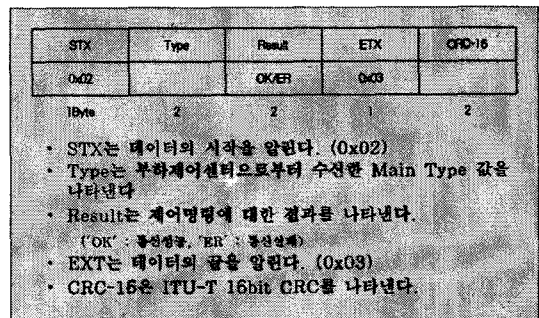 STX Type Result ETX CRC-16
0x02 OK/ER 0x03
1Byte 2 2 1 2
· STX는 데이터의 시작을 알린다. (0x02)
· Type는 부하제어센터으로부터 수신한 Main Type 값을
나타낸다
· Result는 제어명령에 대한 결과를 나타낸다.
('OK' : 통신성공, 'ER' : 통신실패)
· EXT는 데이터의 끝을 알린다. (0x03)
· CRC-16은 ITU-T 16bit CRC를 나타낸다.